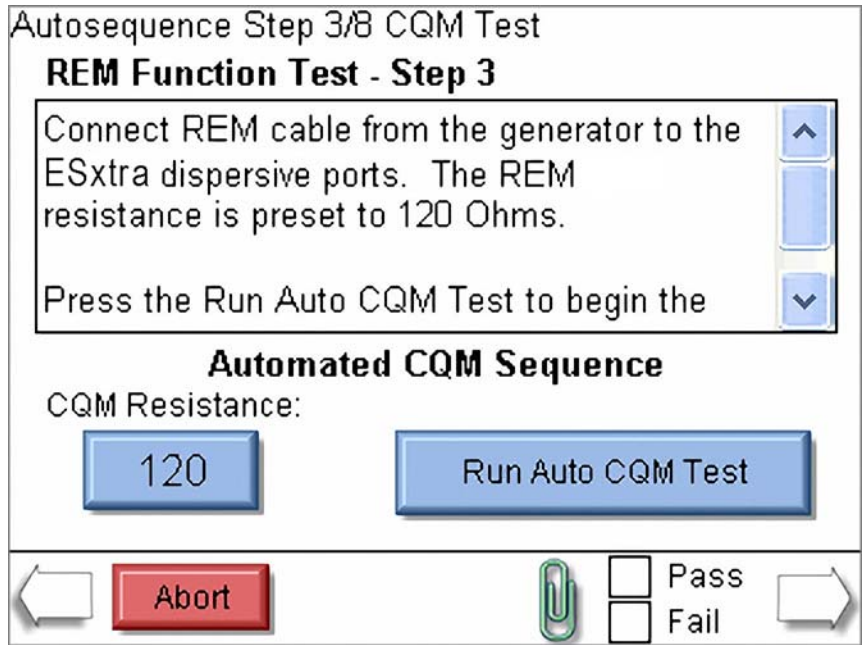 Autosequence Step 3/8 CQM Test
REM Function Test - Step 3
Connect REM cable from the generator to the
ESxtra dispersive ports.  The REM
resistance is preset to 120 Ohms.
Press the Run Auto CQM Test to begin the
Automated CQM Sequence
CQM Resistance:
120
Run Auto CQM Test
Abort
Pass
Fail